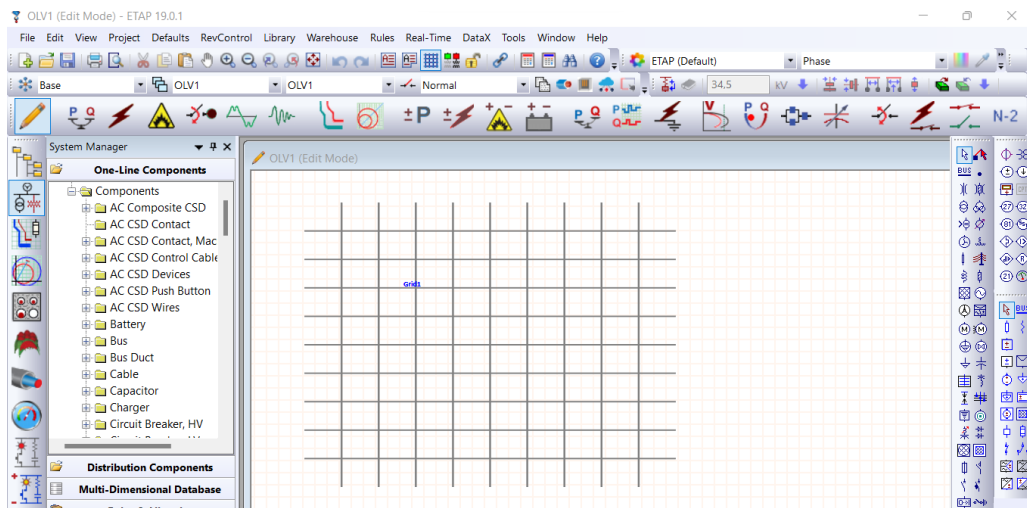 OLV1 (Edit Mode) - ETAP 19.0.1
File Edit View Project Defaults RevControl Library Warehouse Rules Real-Time DataX Tools Window Help
ETAP (Default) Phase
Base OLV1 OLV1 Normal 34.5 kV
P Q ±P P Q V P Q N-2
System Manager
OLV1 (Edit Mode)
One-Line Components
BUS
Components
AC Composite CSD
AC CSD Contact
AC CSD Contact, Mac
AC CSD Control Cable
AC CSD Devices
AC CSD Push Button
AC CSD Wires
Battery
Bus
Bus Duct
Cable
Capacitor
Charger
Circuit Breaker, HV
Grid1
Distribution Components
Multi-Dimensional Database